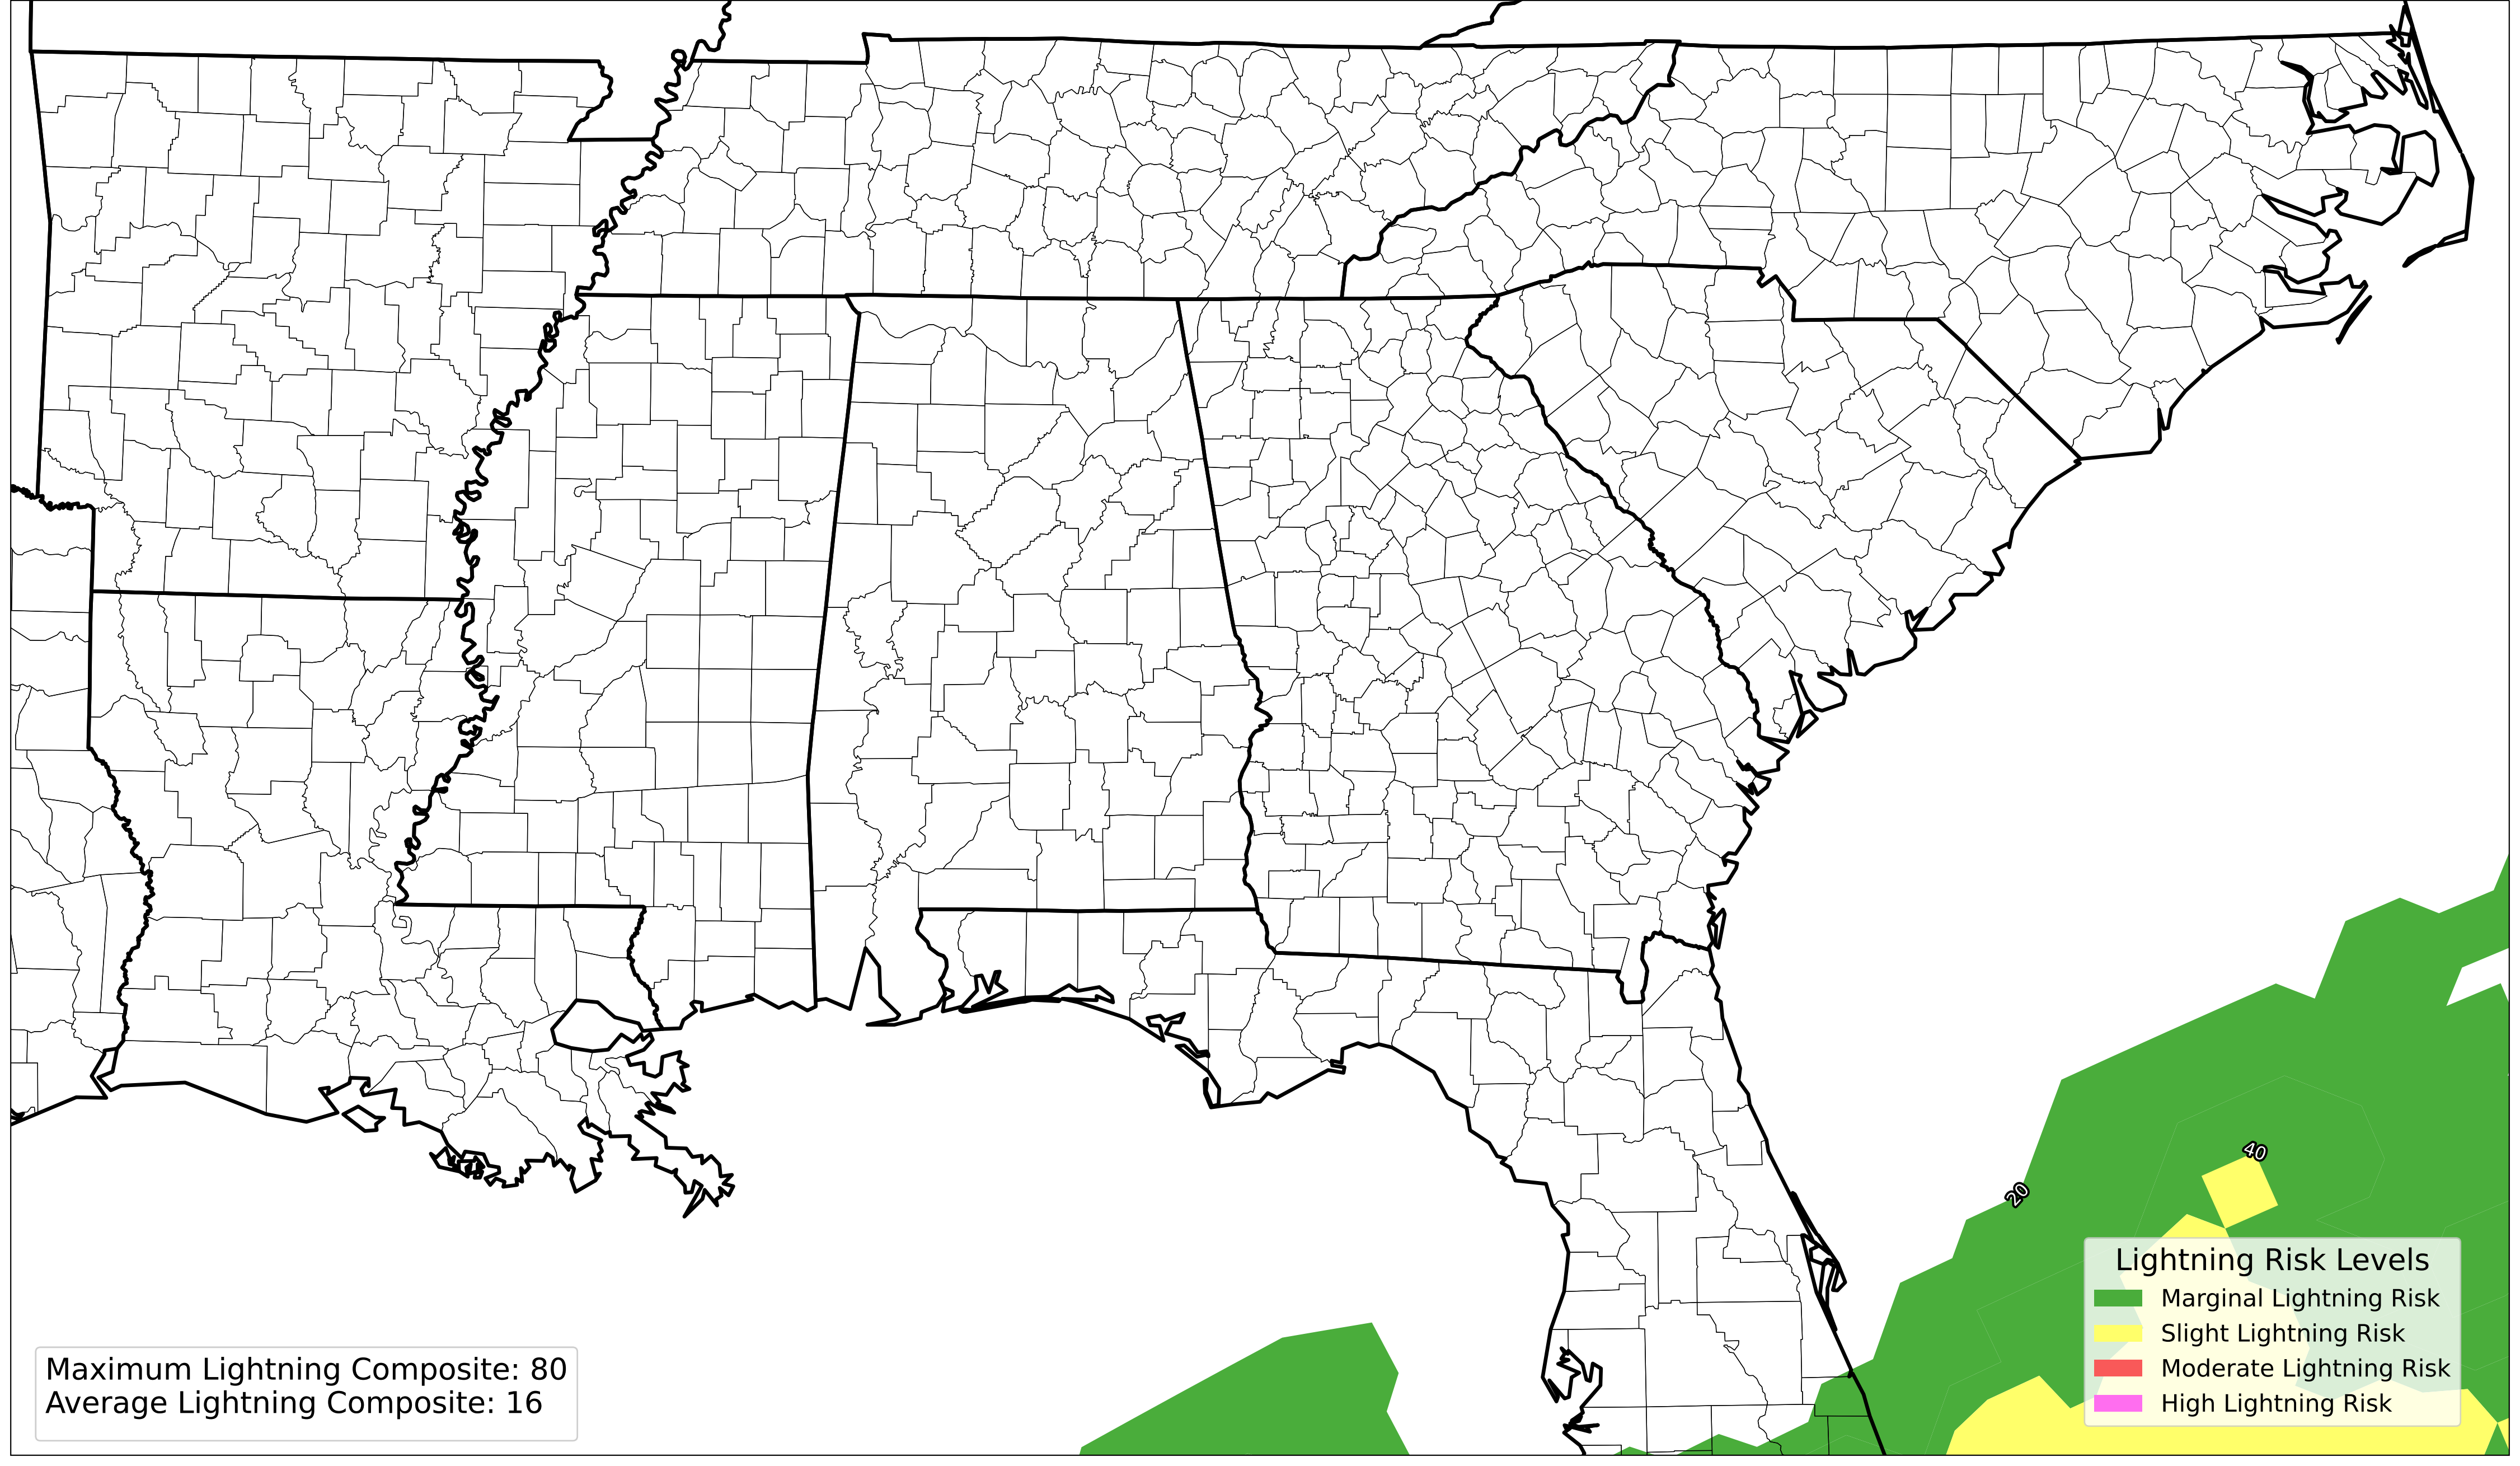 40
20
Lightning Risk Levels
Marginal Lightning Risk
Slight Lightning Risk
Moderate Lightning Risk
High Lightning Risk
Maximum Lightning Composite: 80
Average Lightning Composite: 16